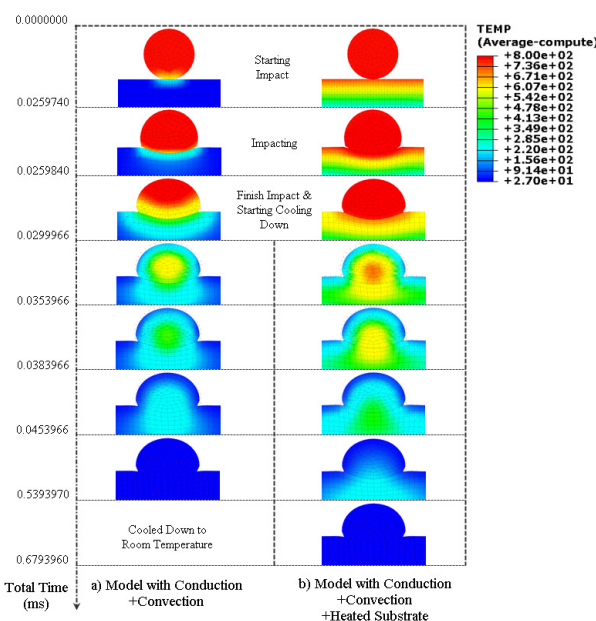 0.0000000
TEMP
(Average-compute)
+8.00e+02
+7.36e+02
+6.71e+02
+6.07e+02
+5.42e+02
+4.78e+02
+4.13e+02
+3.49e+02
+2.85e+02
+2.20e+02
+1.56e+02
+9.14e+01
+2.70e+01
Starting
Impact
0.0259740
Impacting
0.0259840
Finish Impact &
Starting Cooling
Down
0.0299966
0.0353966
0.0383966
0.0453966
0.5393970
Cooled Down to
Room Temperature
0.6793960
Total Time
(ms)
a) Model with Conduction
+Convection
b) Model with Conduction
+Convection
+Heated Substrate